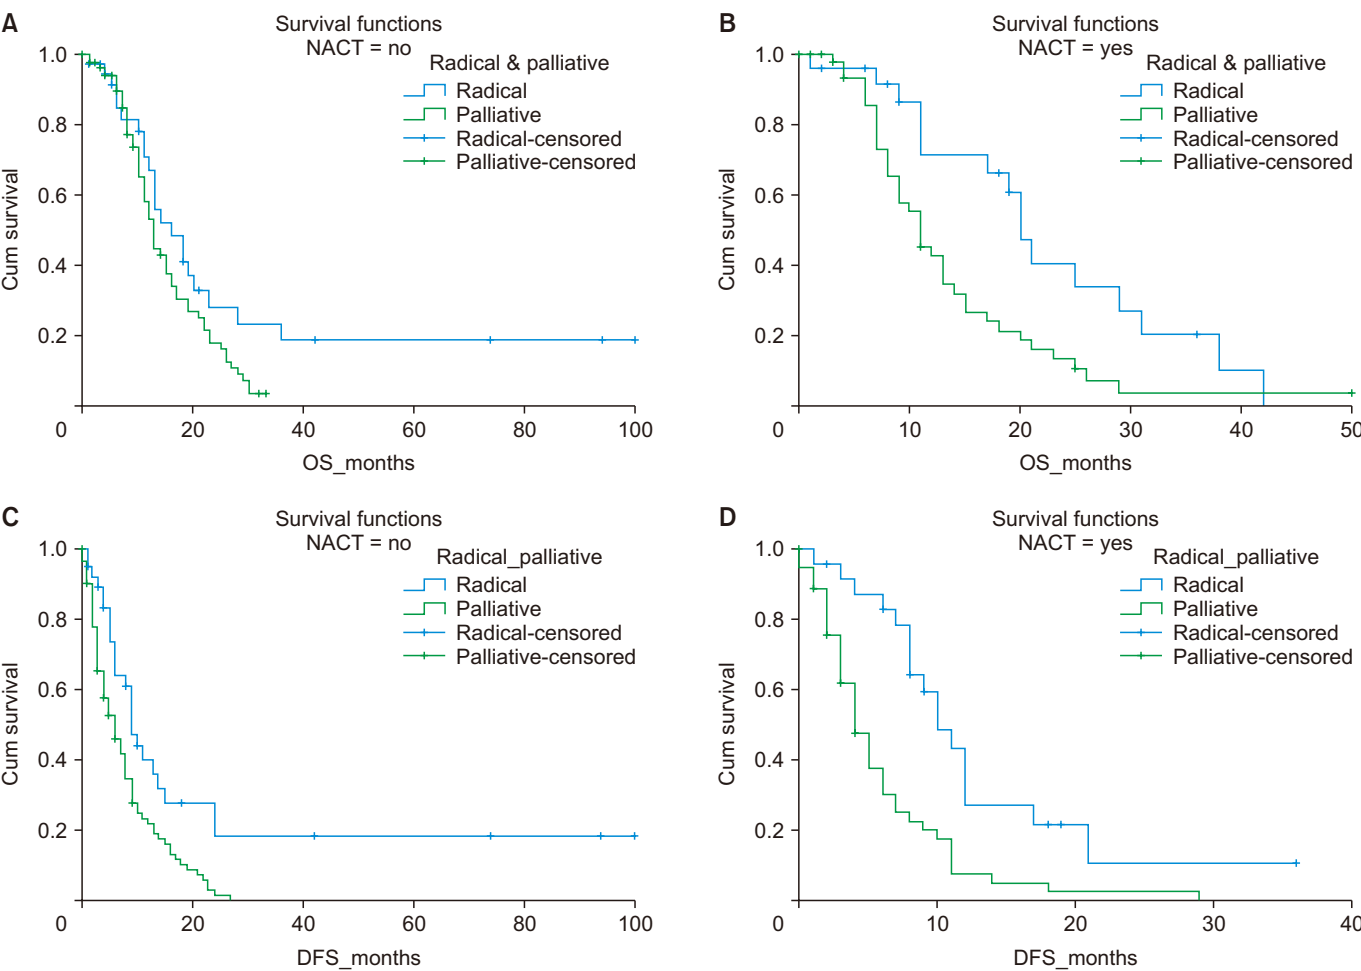 A
Survival functions
NACT = no
Radical & palliative
Radical
Palliative
Radical-censored
Palliative-censored
Cum survival
1.0
0.8
0.6
0.4
0.2
0
20
40
60
80
100
OS_months
B
Survival functions
NACT = yes
Radical & palliative
Radical
Palliative
Radical-censored
Palliative-censored
Cum survival
1.0
0.8
0.6
0.4
0.2
0
10
20
30
40
50
OS_months
C
Survival functions
NACT = no
Radical_palliative
Radical
Palliative
Radical-censored
Palliative-censored
Cum survival
1.0
0.8
0.6
0.4
0.2
0
20
40
60
80
100
DFS_months
D
Survival functions
NACT = yes
Radical_palliative
Radical
Palliative
Radical-censored
Palliative-censored
Cum survival
1.0
0.8
0.6
0.4
0.2
0
10
20
30
40
DFS_months